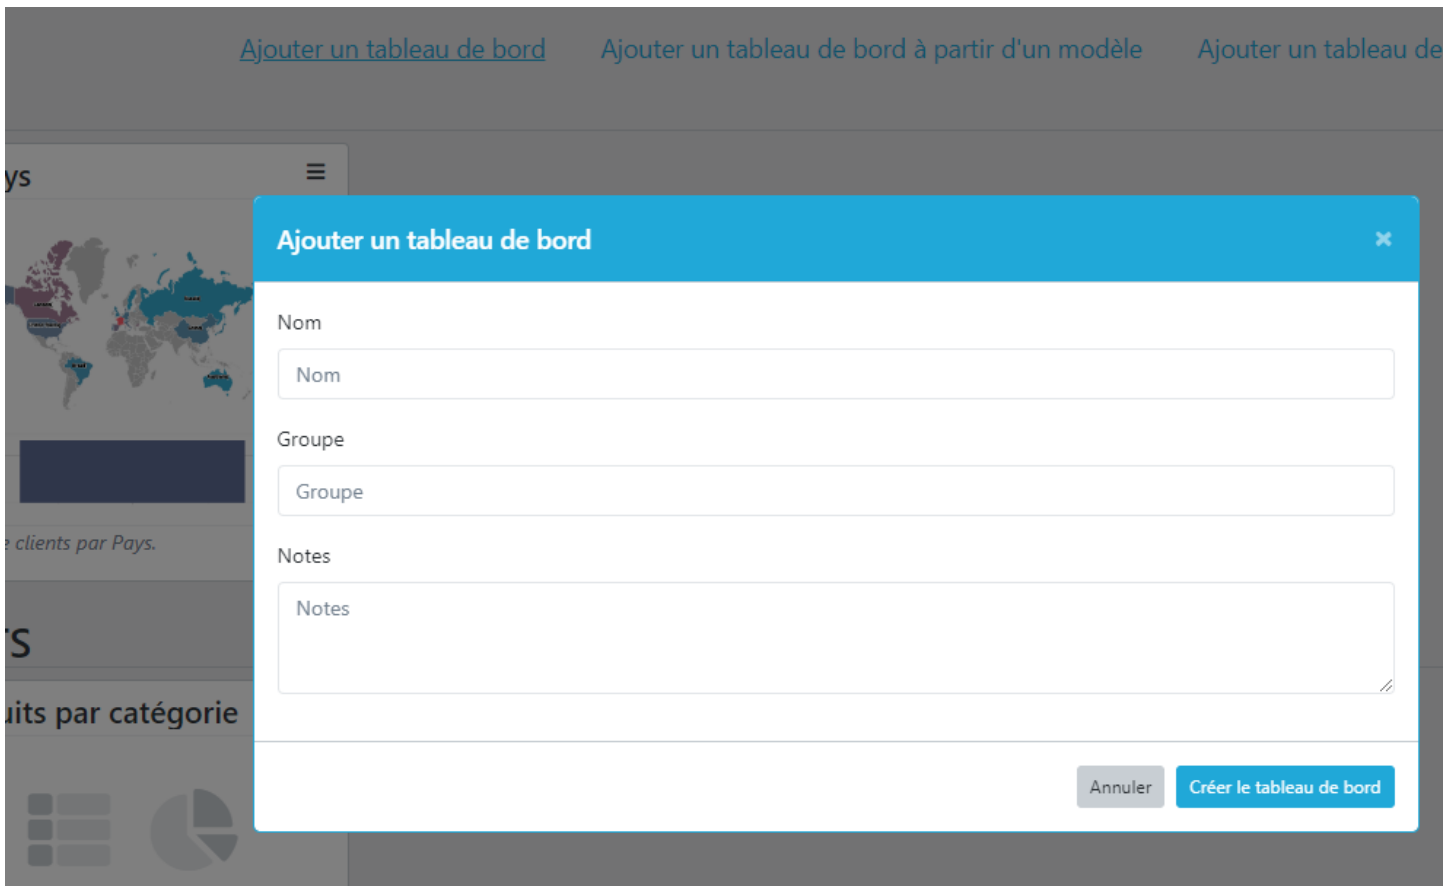 Ajouter un tableau de bord
Ajouter un tableau de bord à partir d'un modèle
Ajouter un tableau de
ys
Ajouter un tableau de bord
×
Nom
Nom
Groupe
Groupe
clients par Pays.
Notes
Notes
TS
uits par catégorie
Annuler
Créer le tableau de bord